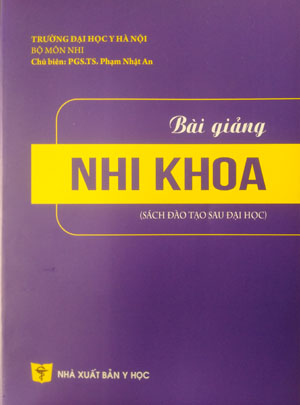 TRƯỜNG ĐẠI HỌC Y HÀ NỘI
BỘ MÔN NHI
Chủ biên: PGS.TS. Phạm Nhật An
Bài giảng
NHI KHOA
(SÁCH ĐÀO TẠO SAU ĐẠI HỌC)
NHÀ XUẤT BẢN Y HỌC